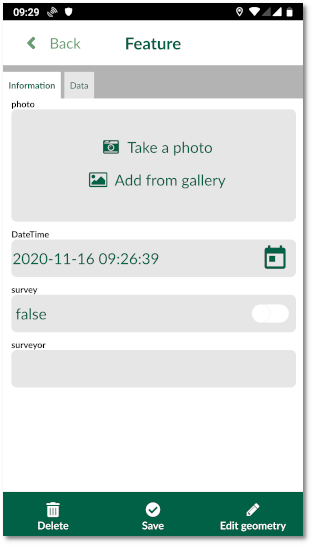 09:29
Back
Feature
Information
Data
photo
Take a photo
Add from gallery
DateTime
2020-11-16 09:26:39
survey
false
surveyor
Delete
Save
Edit geometry